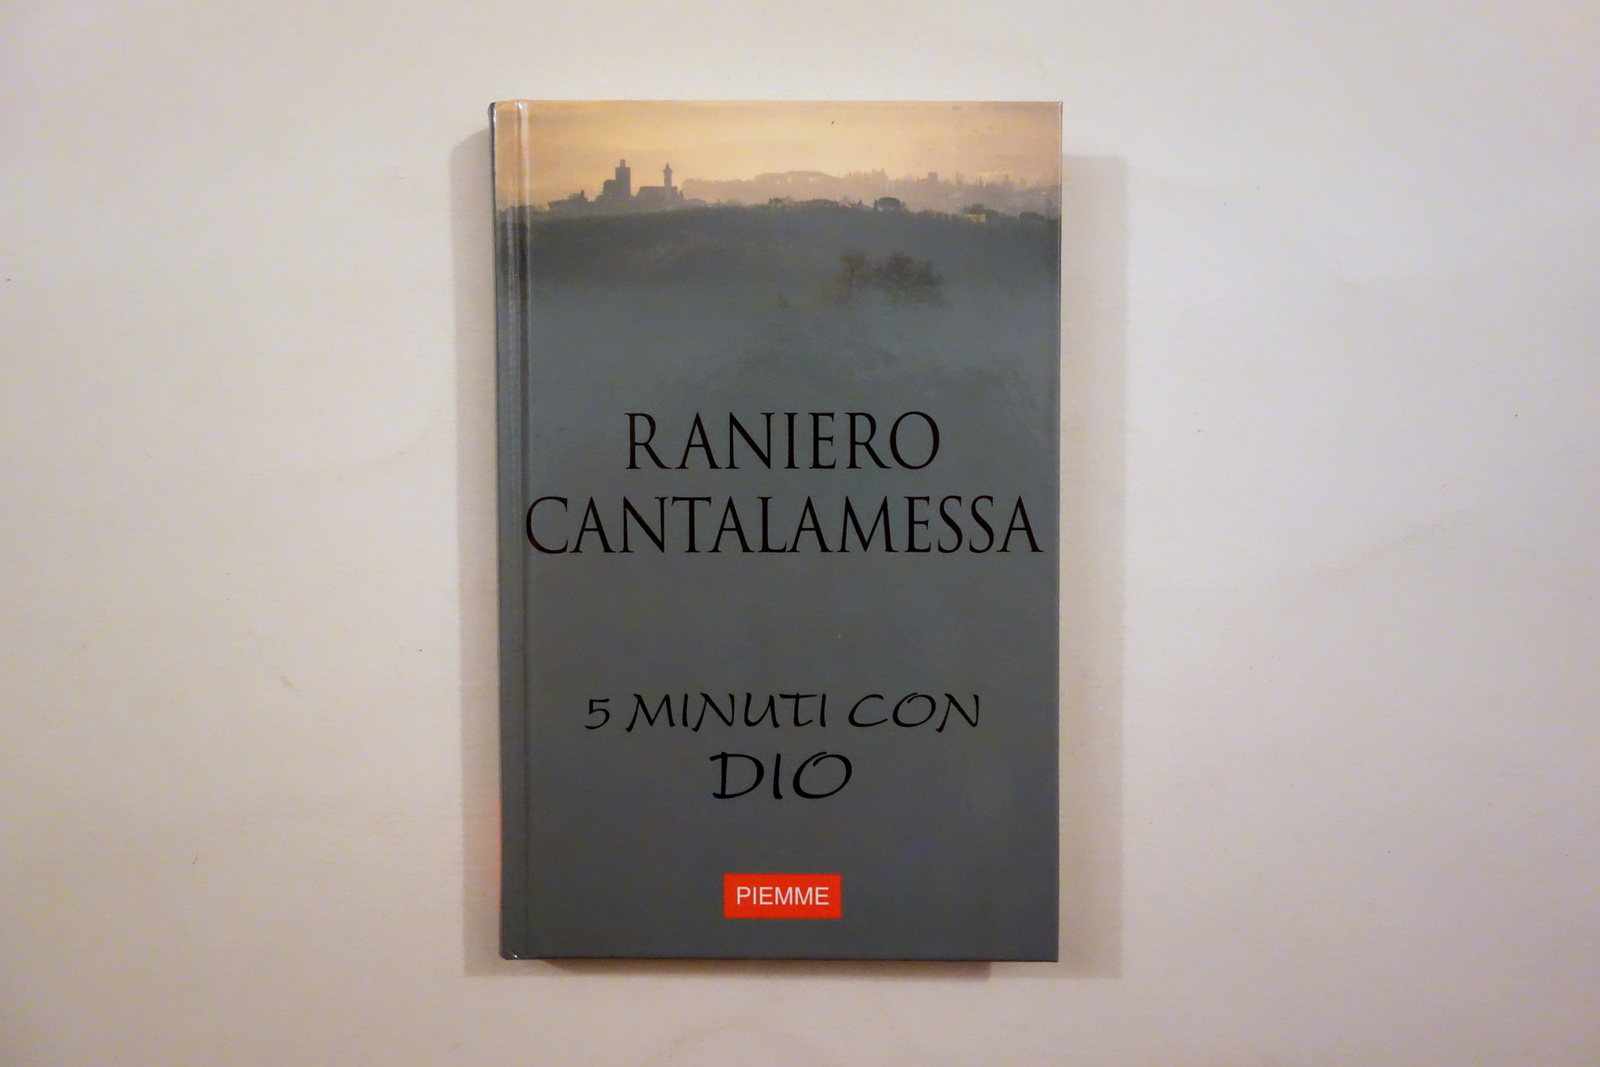 RANIERO
CANTALAMESSA
5 MINUTI CON
DIO
PIEMME